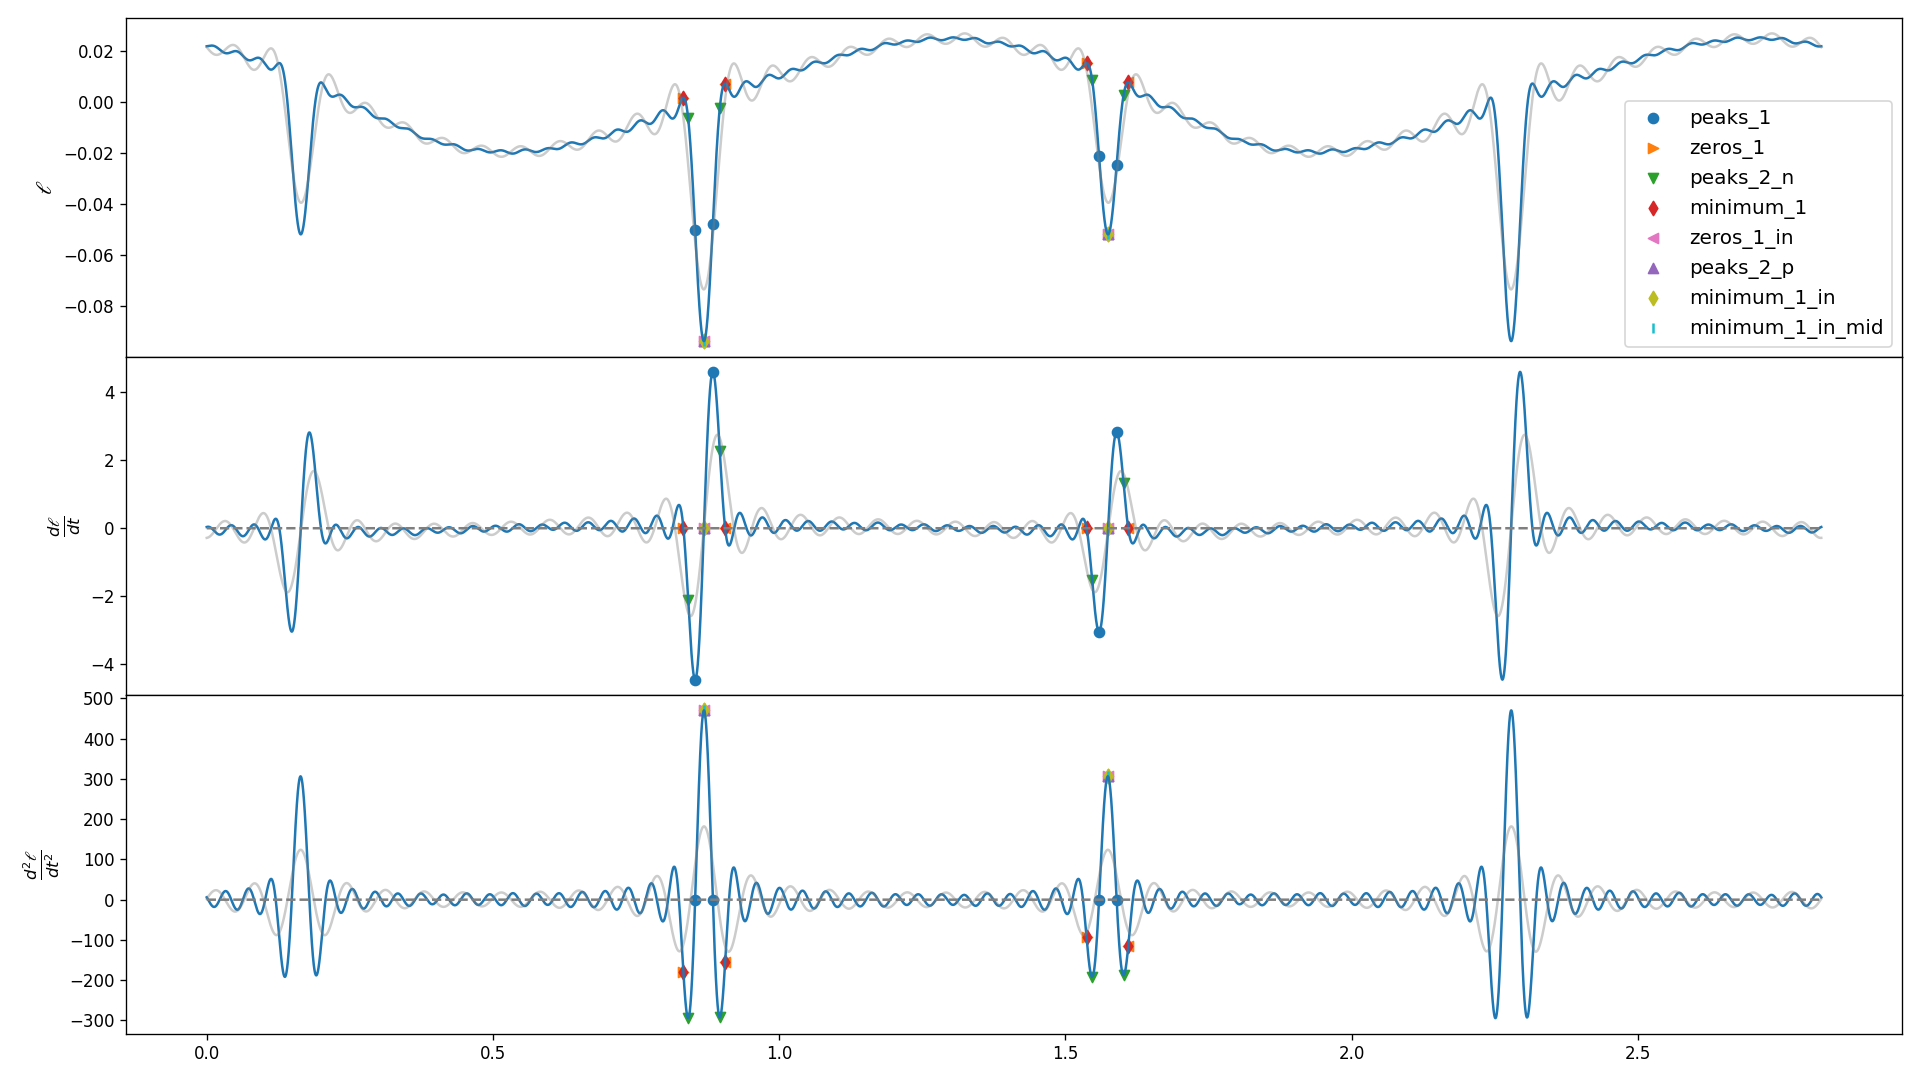 0.02
0.00
−0.02
−0.04
−0.06
−0.08
ℓ
peaks_1
zeros_1
peaks_2_n
minimum_1
zeros_1_in
peaks_2_p
minimum_1_in
minimum_1_in_mid
4
2
0
−2
−4
dℓ
dt
500
400
300
200
100
0
−100
−200
−300
d²ℓ
dt²
0.0 0.5 1.0 1.5 2.0 2.5